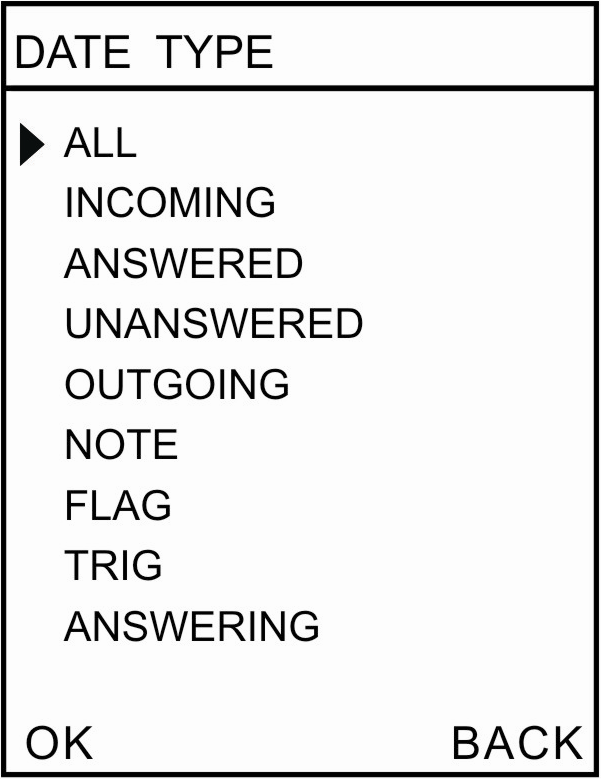 DATE TYPE
ALL
INCOMING
ANSWERED
UNANSWERED
OUTGOING
NOTE
FLAG
TRIG
ANSWERING
OK BACK